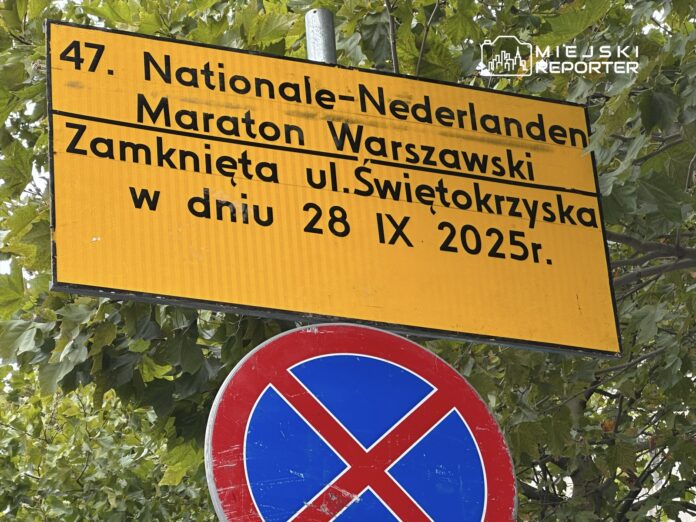 MIEJSKI
REPORTER
47. Nationale-Nederlanden
Maraton Warszawski
Zamknięta ul.Świętokrzyska
w dniu 28 IX 2025r.